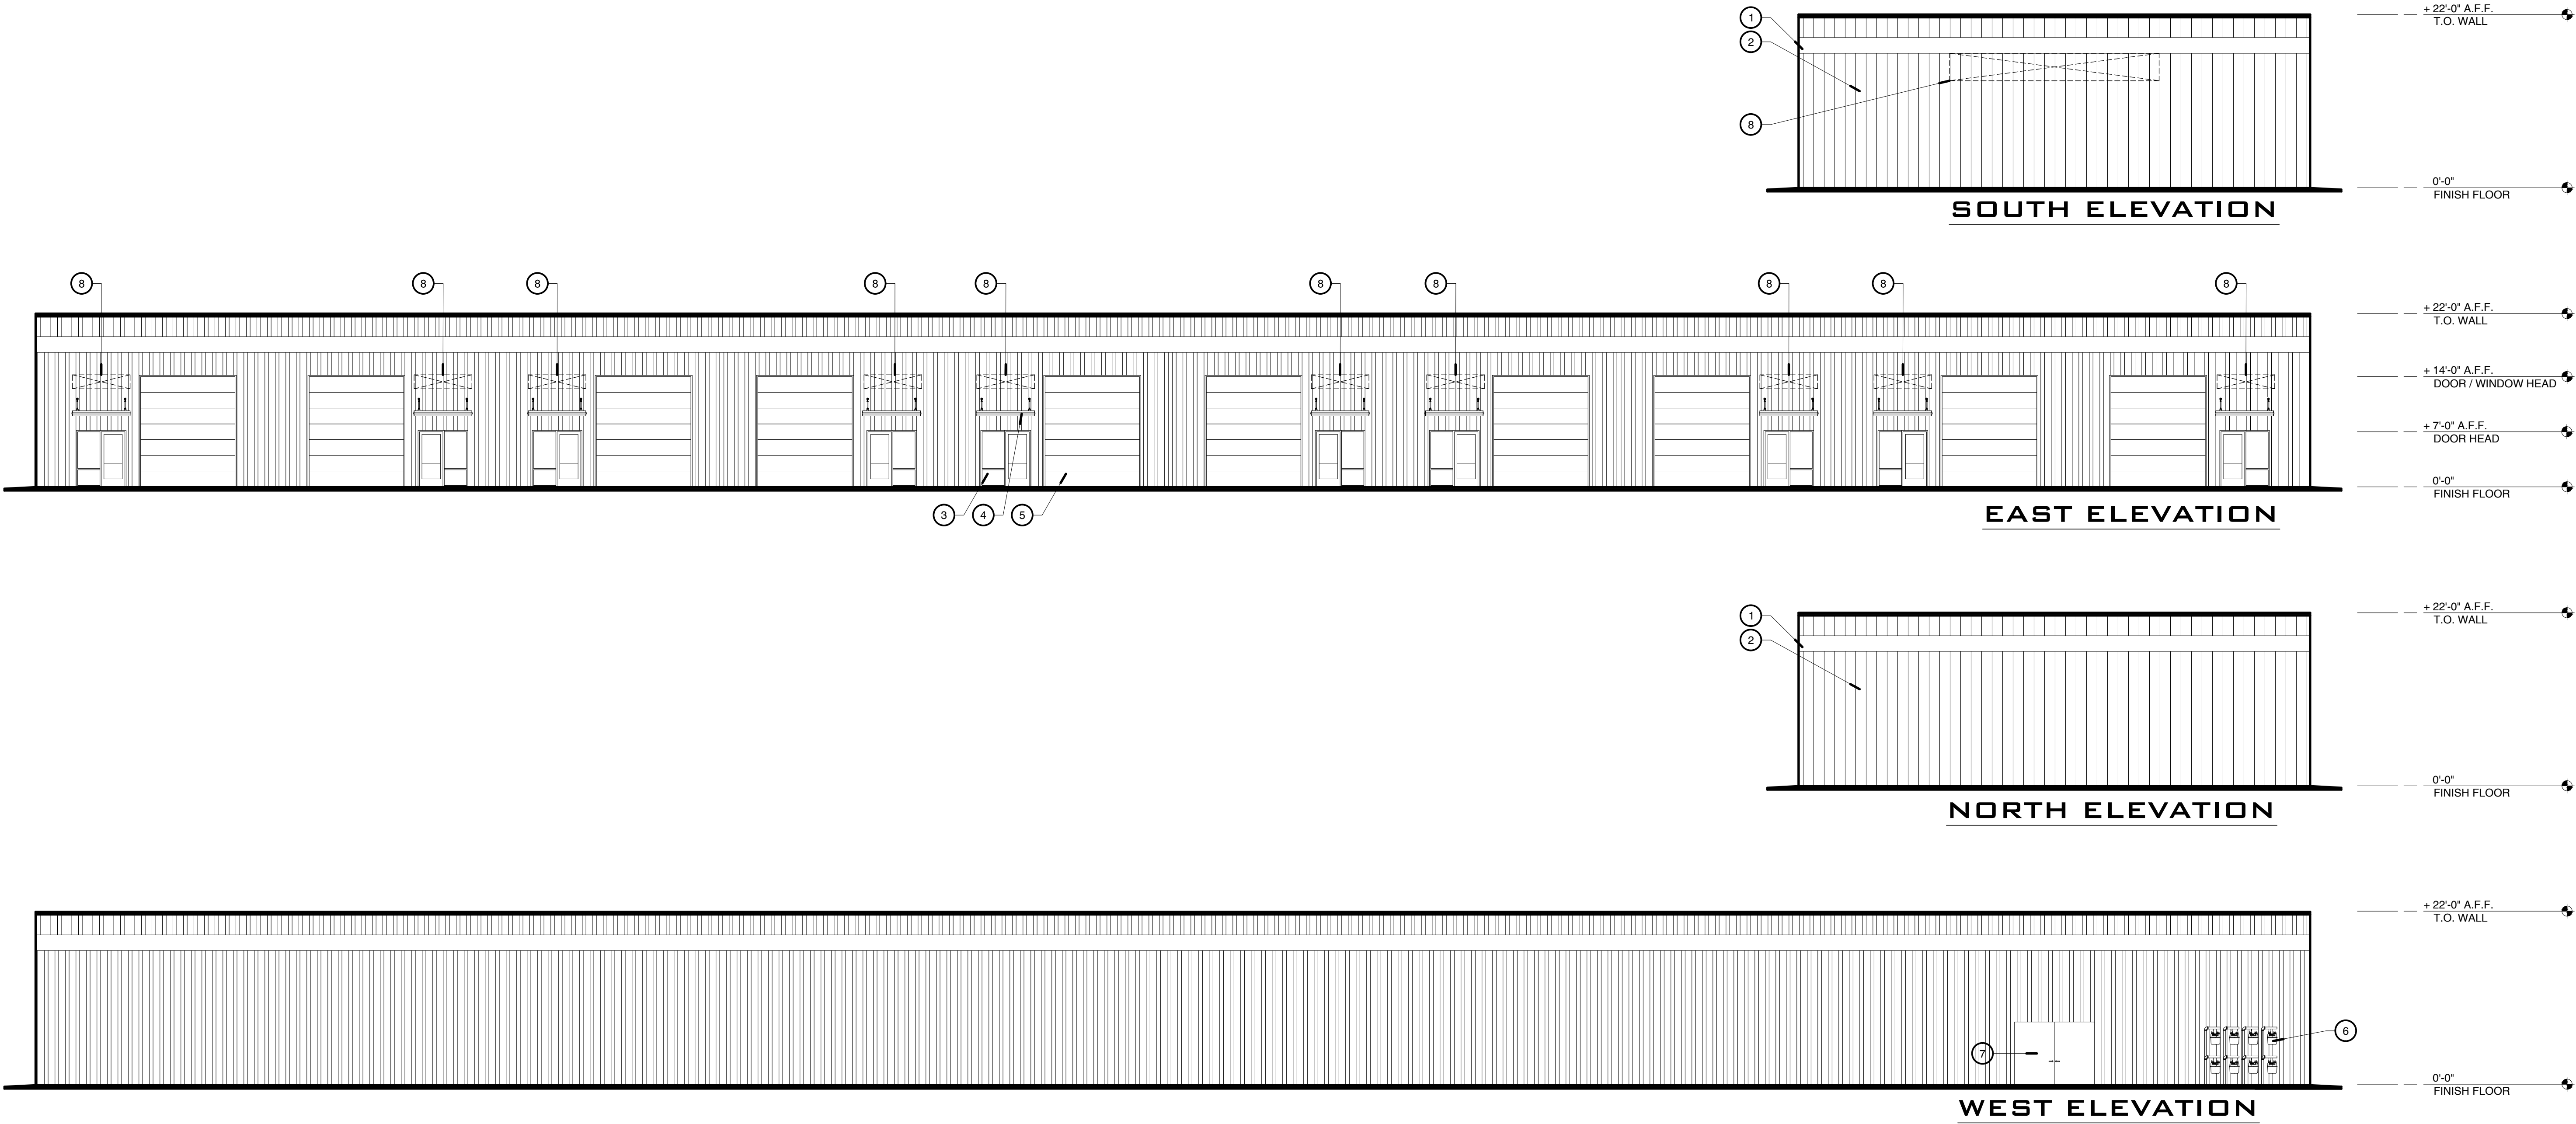 1
+ 22'-0" A.F.F.
T.O. WALL
2
8
0'-0"
FINISH FLOOR
SOUTH ELEVATION
8 8 8 8 8 8 8 8 8 8
+ 22'-0" A.F.F.
T.O. WALL
+ 14'-0" A.F.F.
DOOR / WINDOW HEAD
+ 7'-0" A.F.F.
DOOR HEAD
0'-0"
FINISH FLOOR
3 4 5
EAST ELEVATION
+ 22'-0" A.F.F.
T.O. WALL
1
2
0'-0"
FINISH FLOOR
NORTH ELEVATION
+ 22'-0" A.F.F.
T.O. WALL
6
7
0'-0"
FINISH FLOOR
WEST ELEVATION